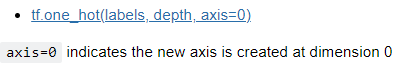 • tf.one_hot(labels, depth, axis=0)
axis=0 indicates the new axis is created at dimension 0